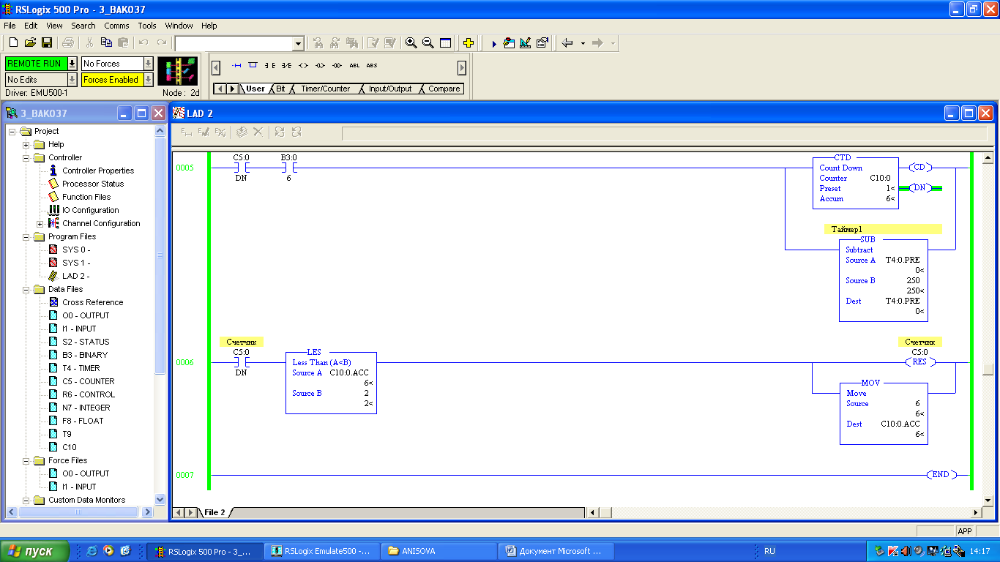 RSLogix 500 Pro - 3_BAK037
File Edit View Search Comms Tools Window Help
REMOTE RUN No Forces
No Edits Forces Enabled
Driver: EMU500-1 Node : 2d
ABL ABS
User Bit Timer/Counter Input/Output Compare
3_BAK037
Project
Help
Controller
Controller Properties
Processor Status
Function Files
IO Configuration
Channel Configuration
Program Files
SYS 0 -
SYS 1 -
LAD 2 -
Data Files
Cross Reference
O0 - OUTPUT
I1 - INPUT
S2 - STATUS
B3 - BINARY
T4 - TIMER
C5 - COUNTER
R6 - CONTROL
N7 - INTEGER
F8 - FLOAT
T9
C10
Force Files
O0 - OUTPUT
I1 - INPUT
Custom Data Monitors
LAD 2
0005
C5:0
DN
B3:0
6
CTD
Count Down
Counter C10:0
Preset 1<
Accum 6<
CD
DN
Таймер1
SUB
Subtract
Source A T4:0.PRE
0<
Source B 250
250<
Dest T4:0.PRE
0<
0006
Счетчик
C5:0
DN
LES
Less Than (A<B)
Source A C10:0.ACC
6<
Source B 2
2<
Счетчик
C5:0
RES
MOV
Move
Source 6
6<
Dest C10:0.ACC
6<
0007
END
File 2
APP
пуск
RSLogix 500 Pro - 3_...
RSLogix Emulate500 -...
ANISOVA
Документ Microsoft ...
RU
14:17